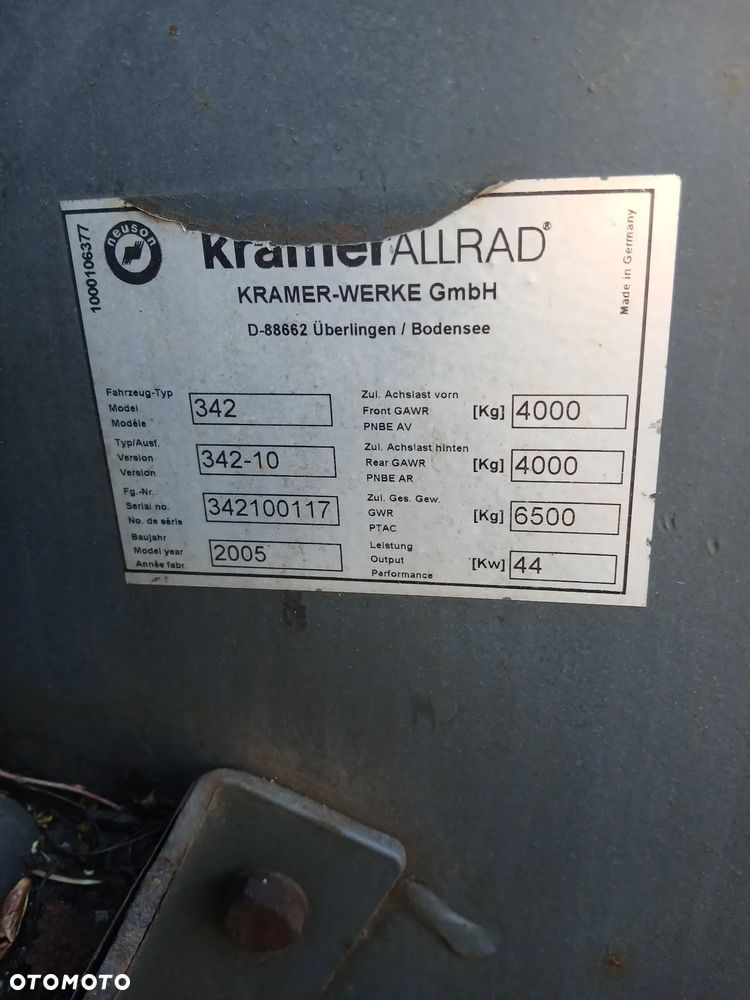 1000106377
neuson
kramerALLRAD®
Made in Germany
KRAMER-WERKE GmbH
D-88662 Überlingen / Bodensee
Fahrzeug-Typ
Model
Modéle
342
Zul. Achslast vorn
Front GAWR
PNBE AV
[Kg] 4000
Typ/Ausf.
Version
Version
342-10
Zul. Achslast hinten
Rear GAWR
PNBE AR
[Kg] 4000
Fg.-Nr.
Serial no.
No. de série
342100117
Zul. Ges. Gew.
GWR
PTAC
[Kg] 6500
Baujahr
Model year
Année fabr.
2005
Leistung
Output
Performance
[Kw] 44
OTOMOTO